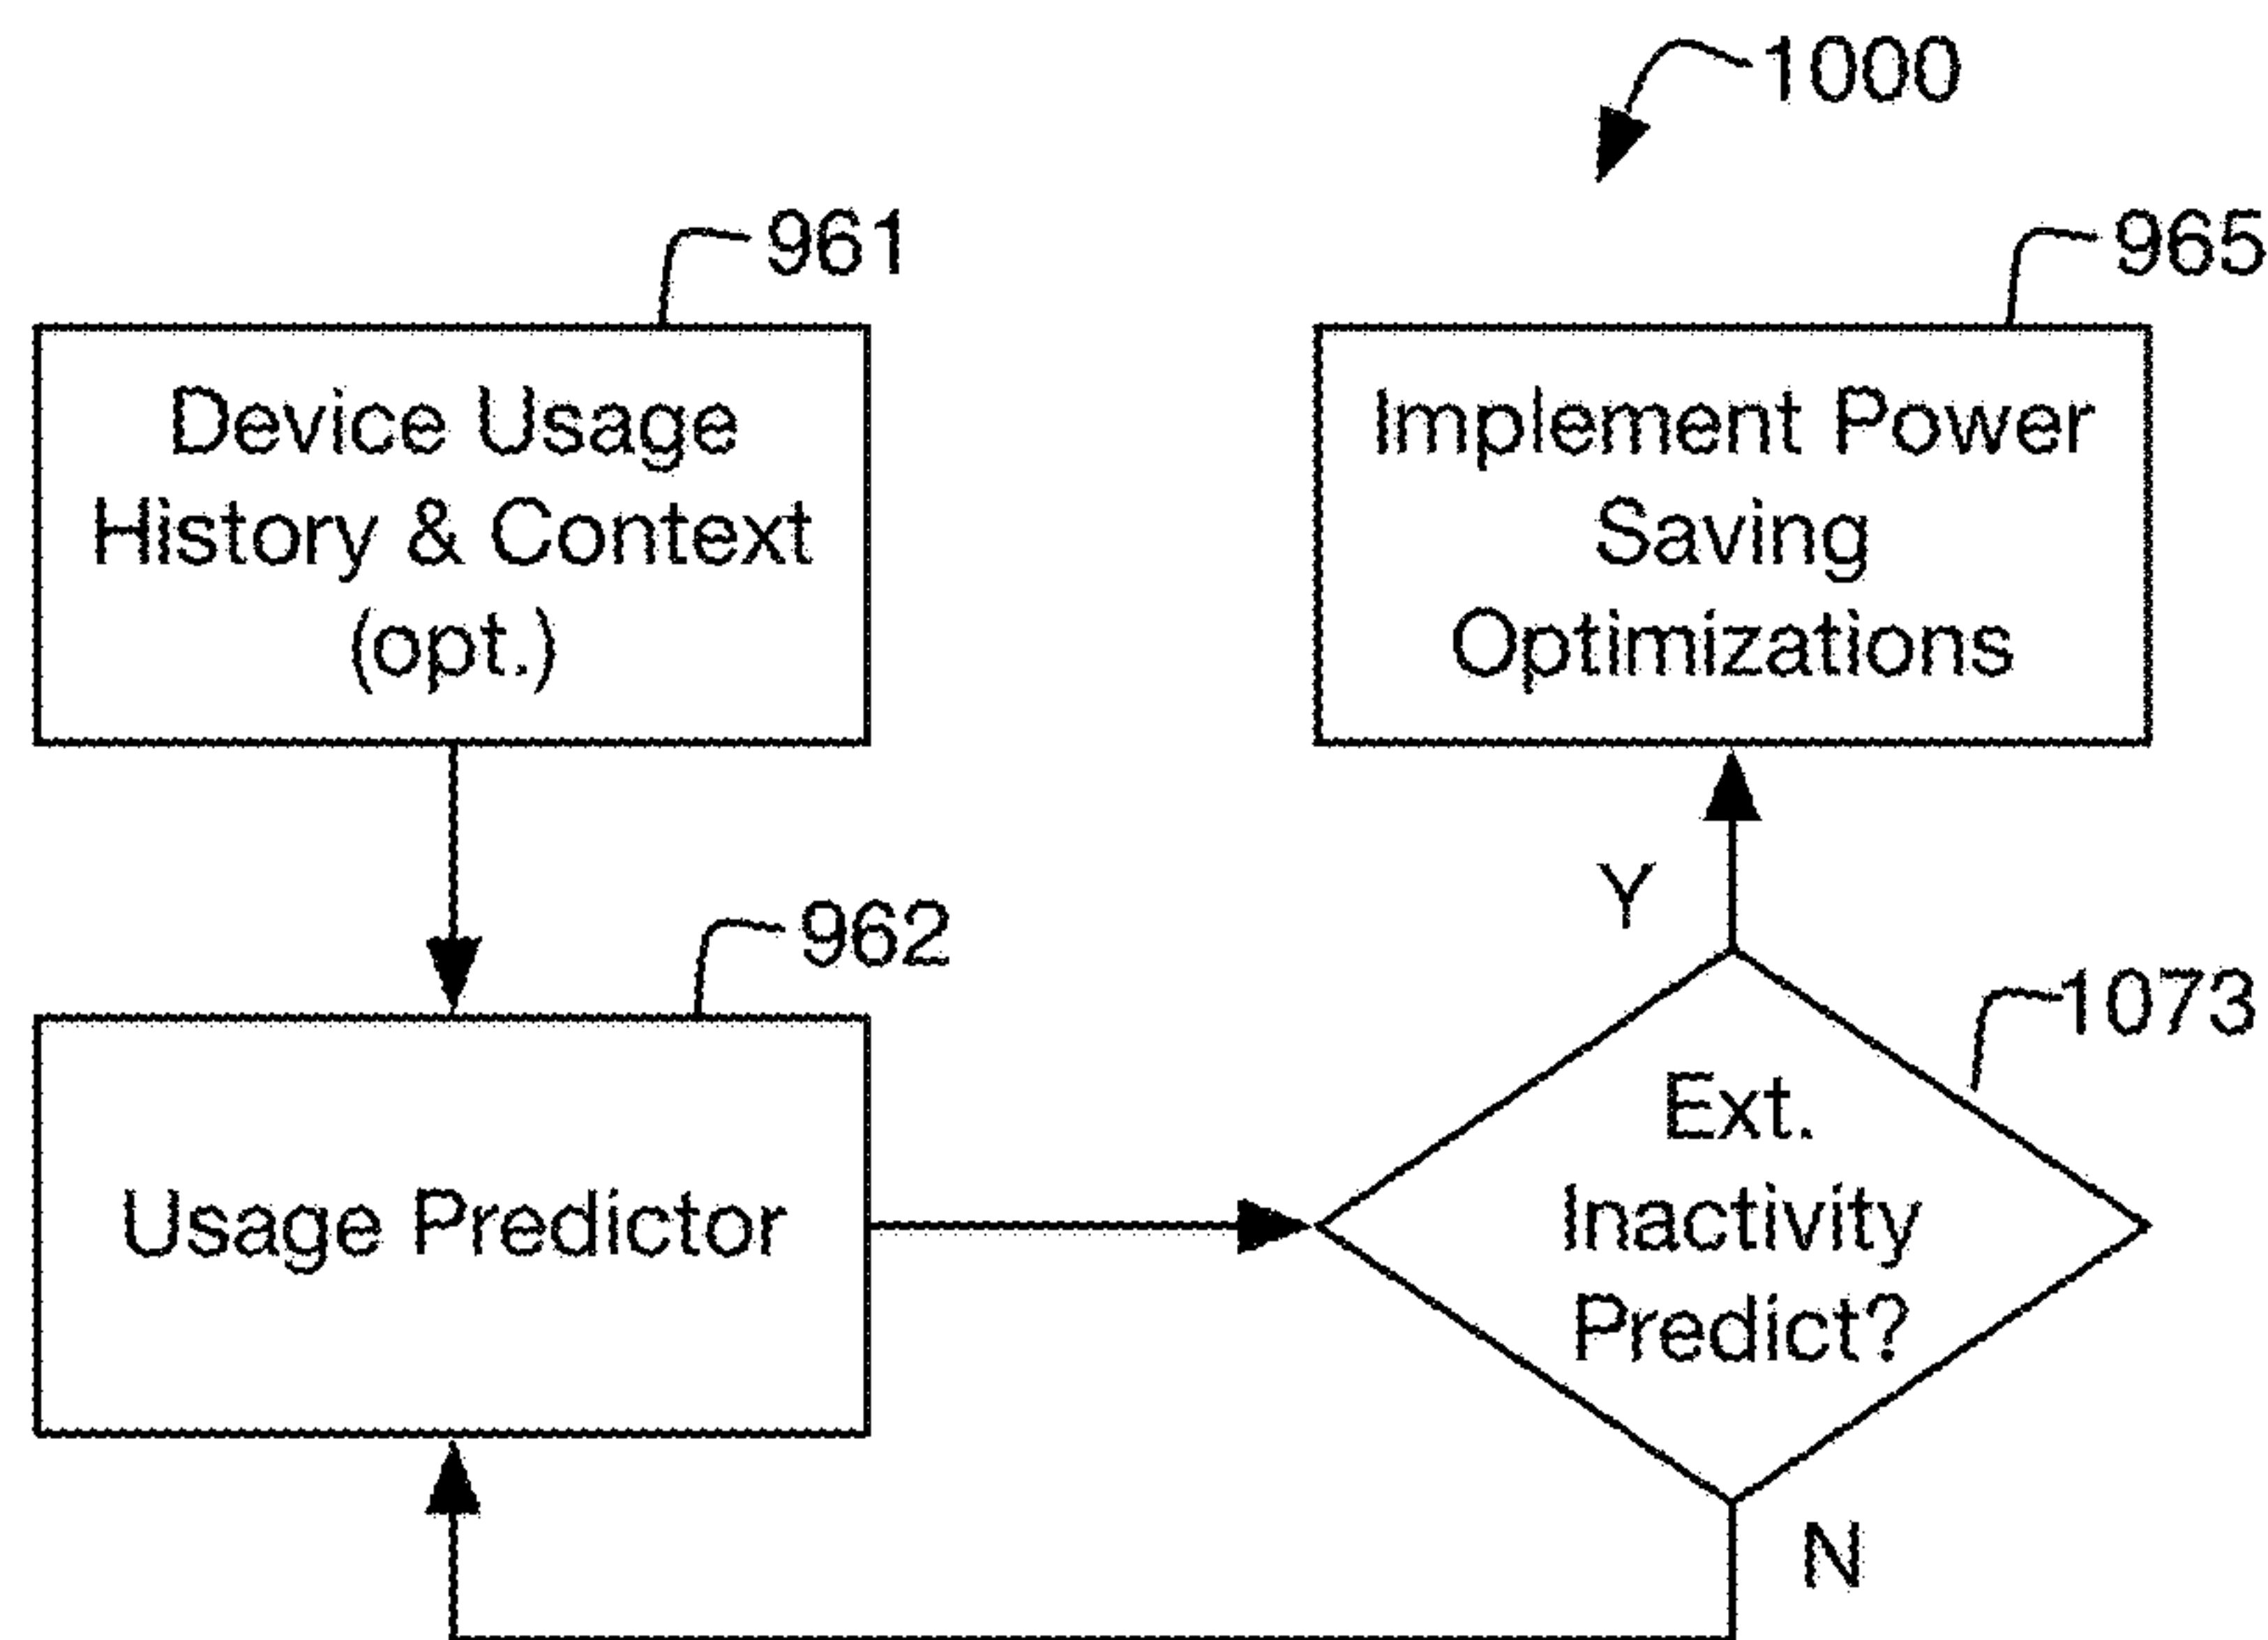 1000
961
965
Device Usage
History & Context
(opt.)
Implement Power
Saving
Optimizations
Y
962
1073
Usage Predictor
Ext.
Inactivity
Predict?
N